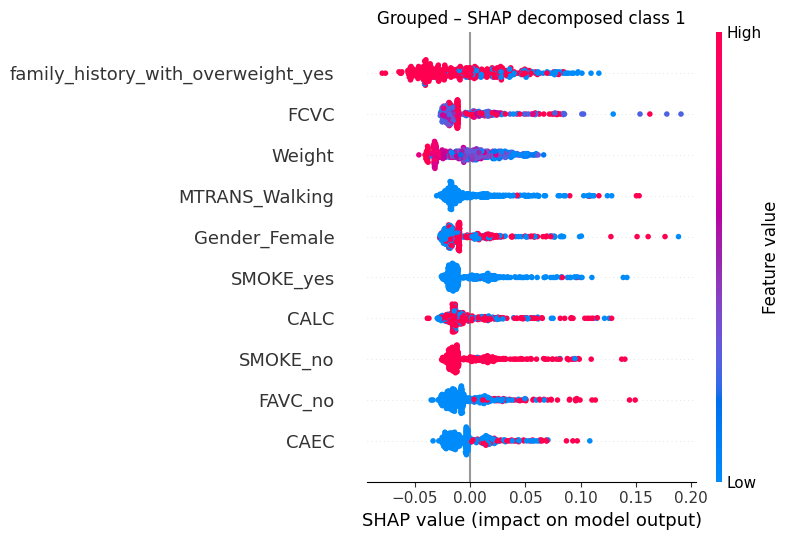 Grouped – SHAP decomposed class 1
High
family_history_with_overweight_yes
FCVC
Weight
MTRANS_Walking
Gender_Female
SMOKE_yes
CALC
SMOKE_no
FAVC_no
CAEC
Feature value
Low
−0.05 0.00 0.05 0.10 0.15 0.20
SHAP value (impact on model output)